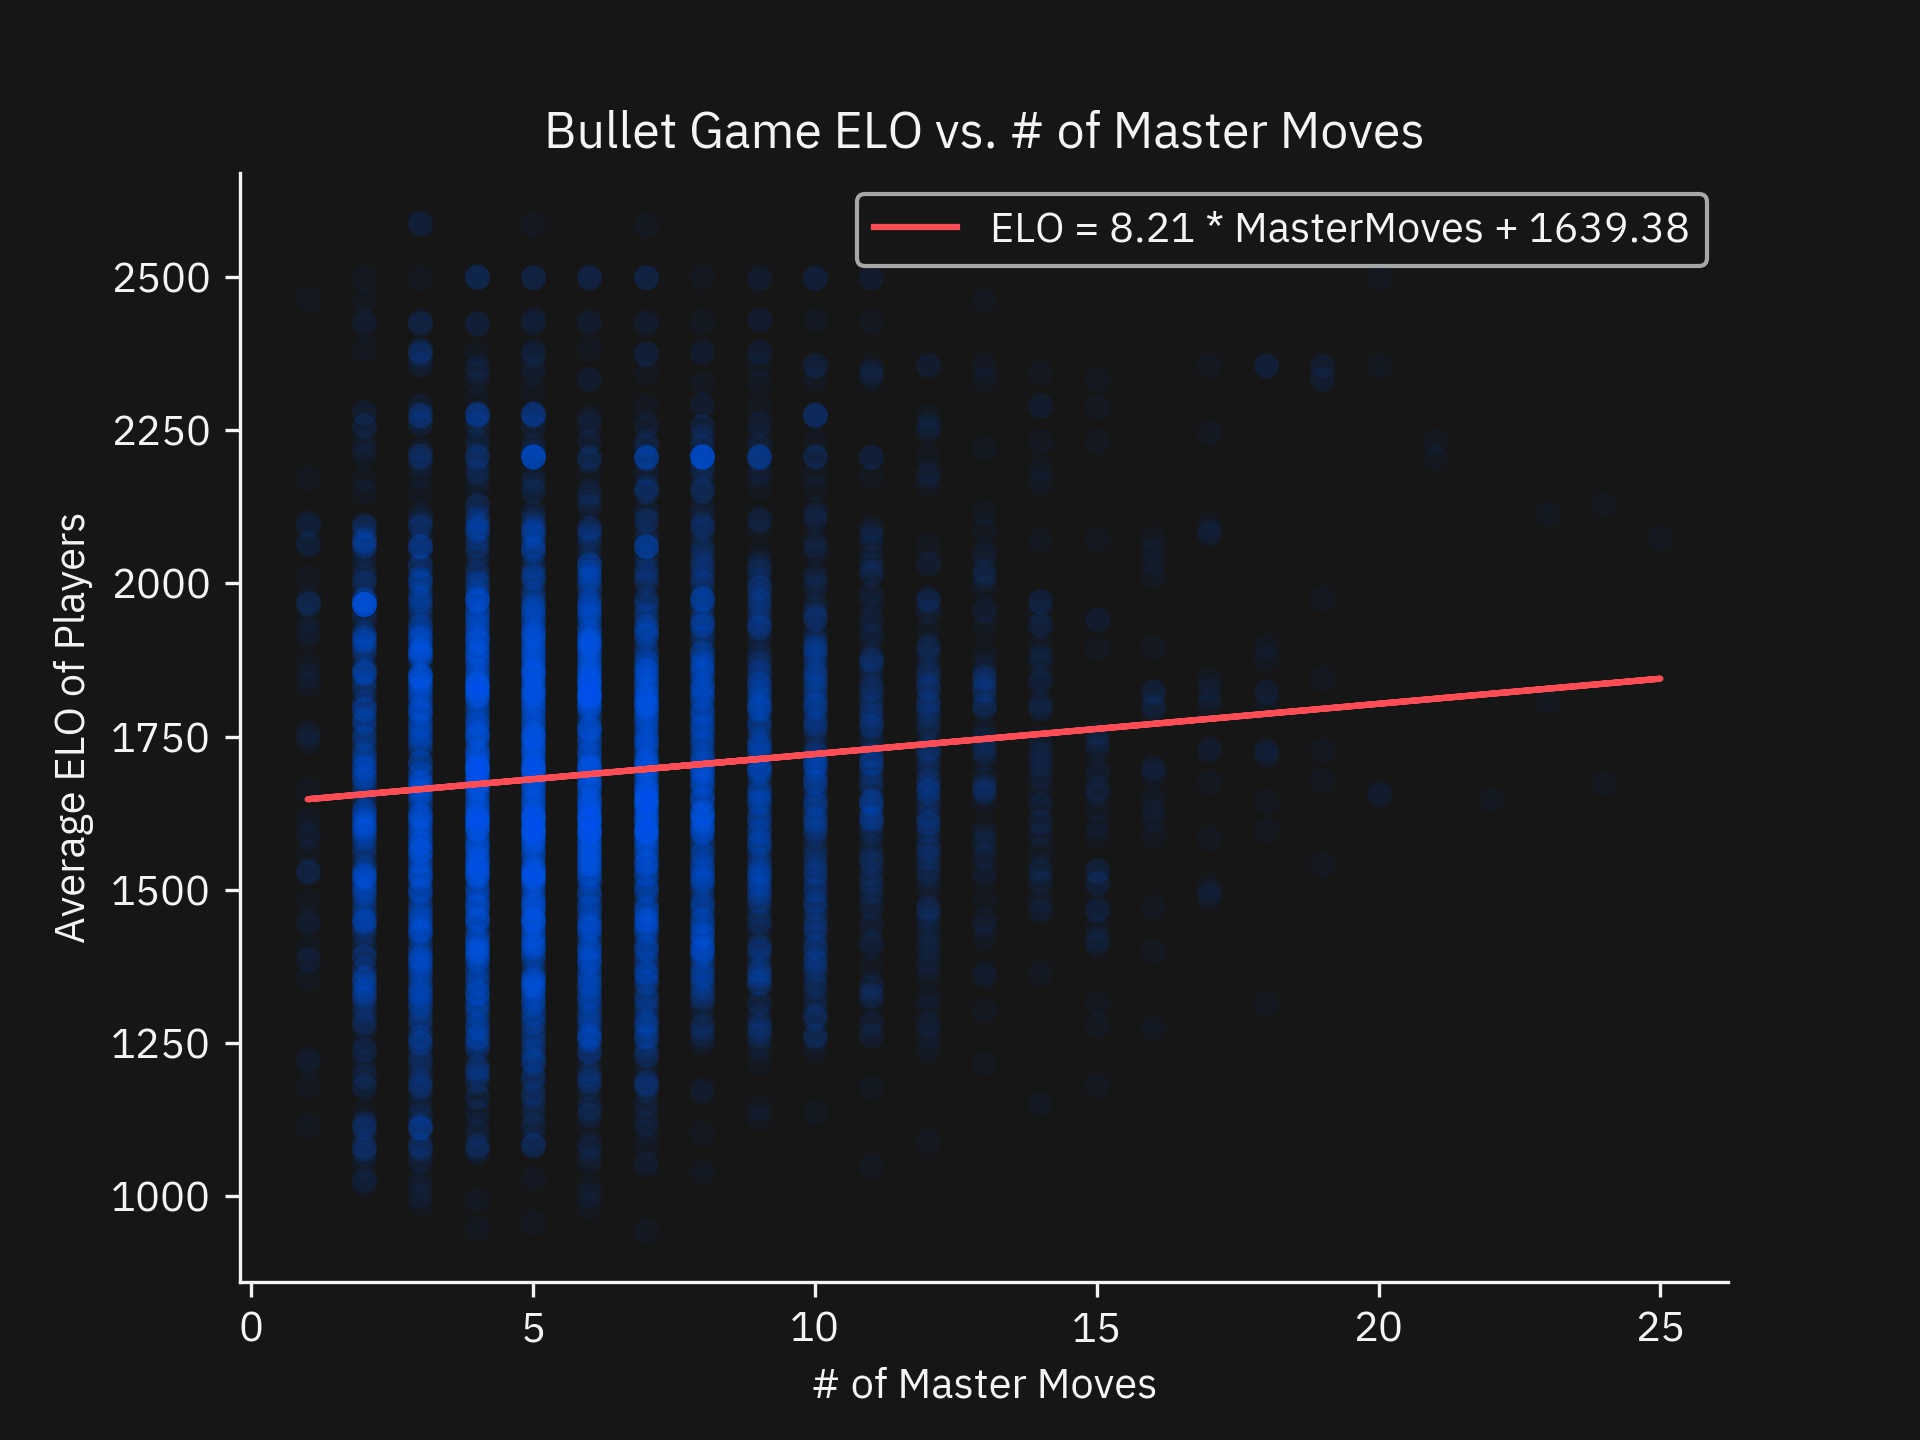 Bullet Game ELO vs. # of Master Moves
ELO = 8.21 * MasterMoves + 1639.38
Average ELO of Players
2500
2250
2000
1750
1500
1250
1000
0 5 10 15 20 25
# of Master Moves